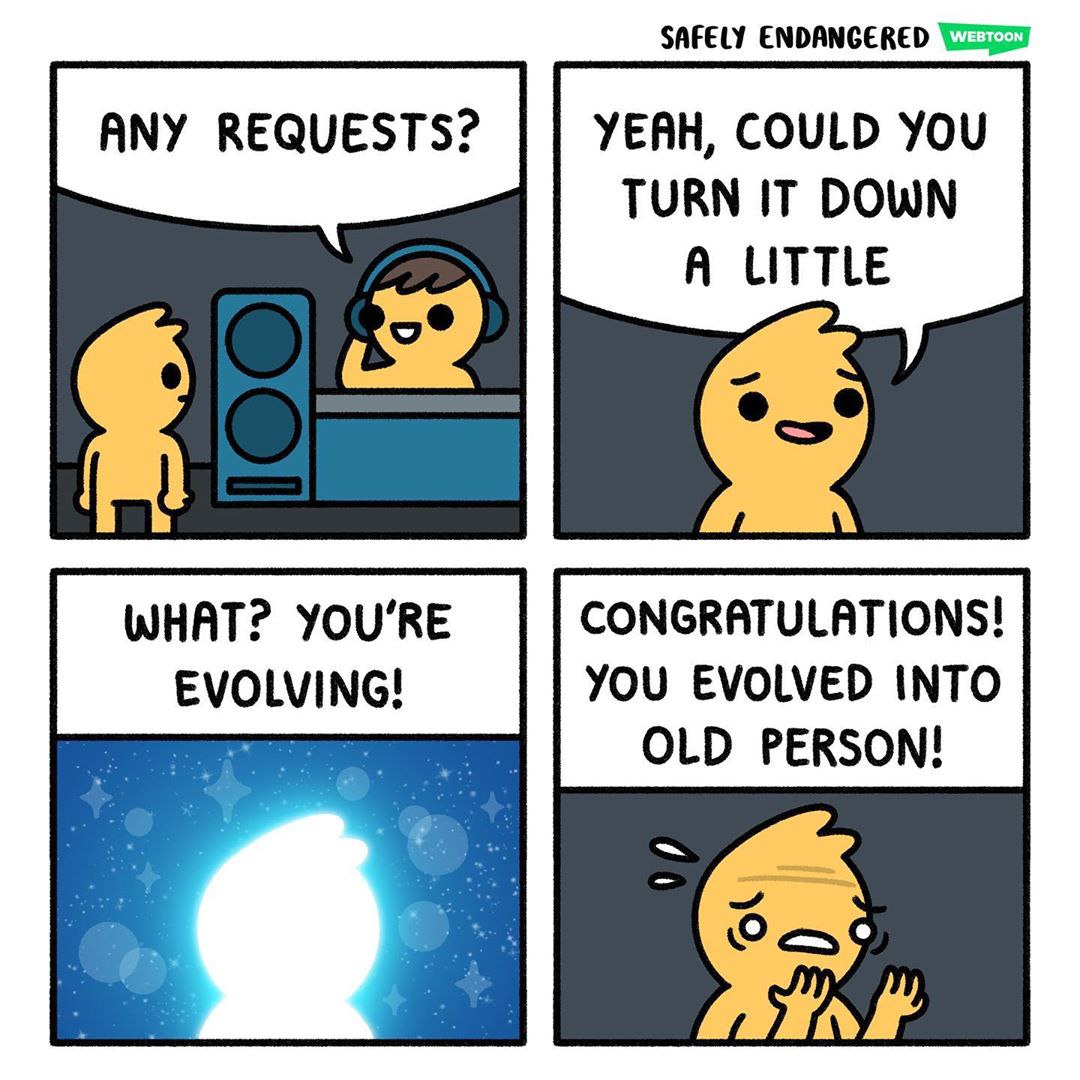 SAFELY ENDANGERED WEBTOON
ANY REQUESTS?
YEAH, COULD YOU
TURN IT DOWN
A LITTLE
WHAT? YOU'RE
EVOLVING!
CONGRATULATIONS!
YOU EVOLVED INTO
OLD PERSON!